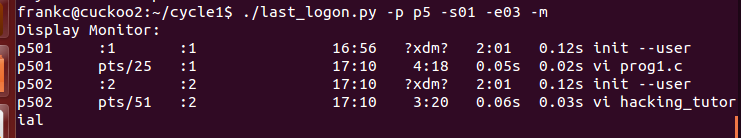 frankc@cuckoo2:~/cycle1$ ./last_logon.py -p p5 -s01 -e03 -m
Display Monitor:
p501     :1       :1               16:56   ?xdm?   2:01   0.12s init --user
p501     pts/25   :1               17:10    4:18   0.05s  0.02s vi prog1.c
p502     :2       :2               17:10   ?xdm?   2:01   0.12s init --user
p502     pts/51   :2               17:10    3:20   0.06s  0.03s vi hacking_tutor
ial